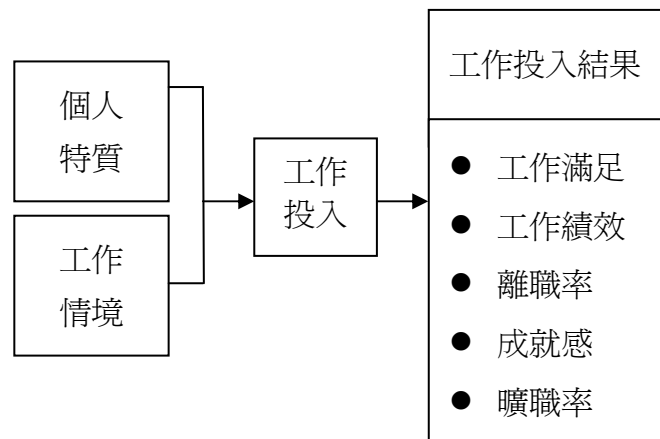 個人
特質
工作
情境
工作
投入
工作投入結果
● 工作滿足
● 工作績效
● 離職率
● 成就感
● 曠職率